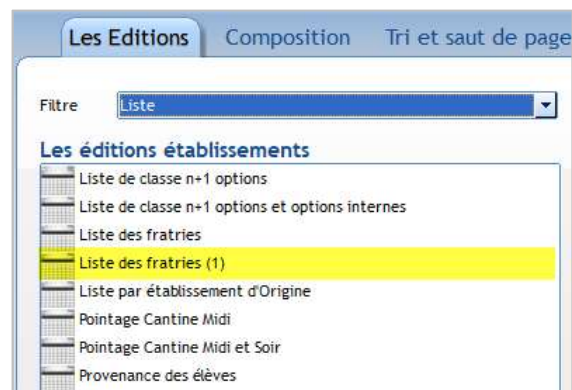 Les Editions Composition Tri et saut de page
Filtre Liste
Les éditions établissements
Liste de classe n+1 options
Liste de classe n+1 options et options internes
Liste des fratries
Liste des fratries (1)
Liste par établissement d'Origine
Pointage Cantine Midi
Pointage Cantine Midi et Soir
Provenance des élèves